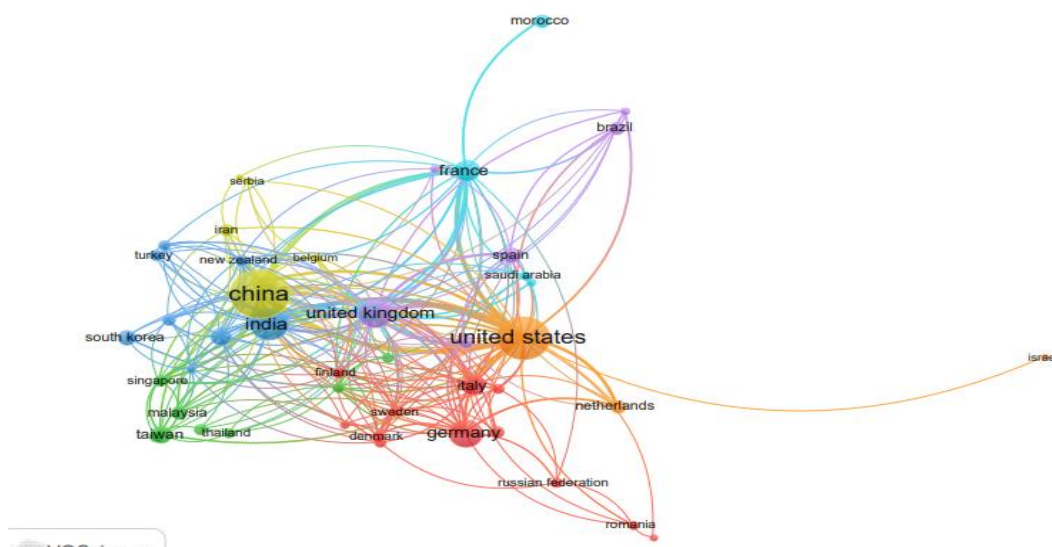 morocco
brazil
france
serbia
iran
turkey
new zealand
belgium
spain
saudi arabia
china
united kingdom
india
south korea
united states
israel
singapore
finland
italy
malaysia
sweden
netherlands
taiwan
thailand
denmark
germany
russian federation
romania